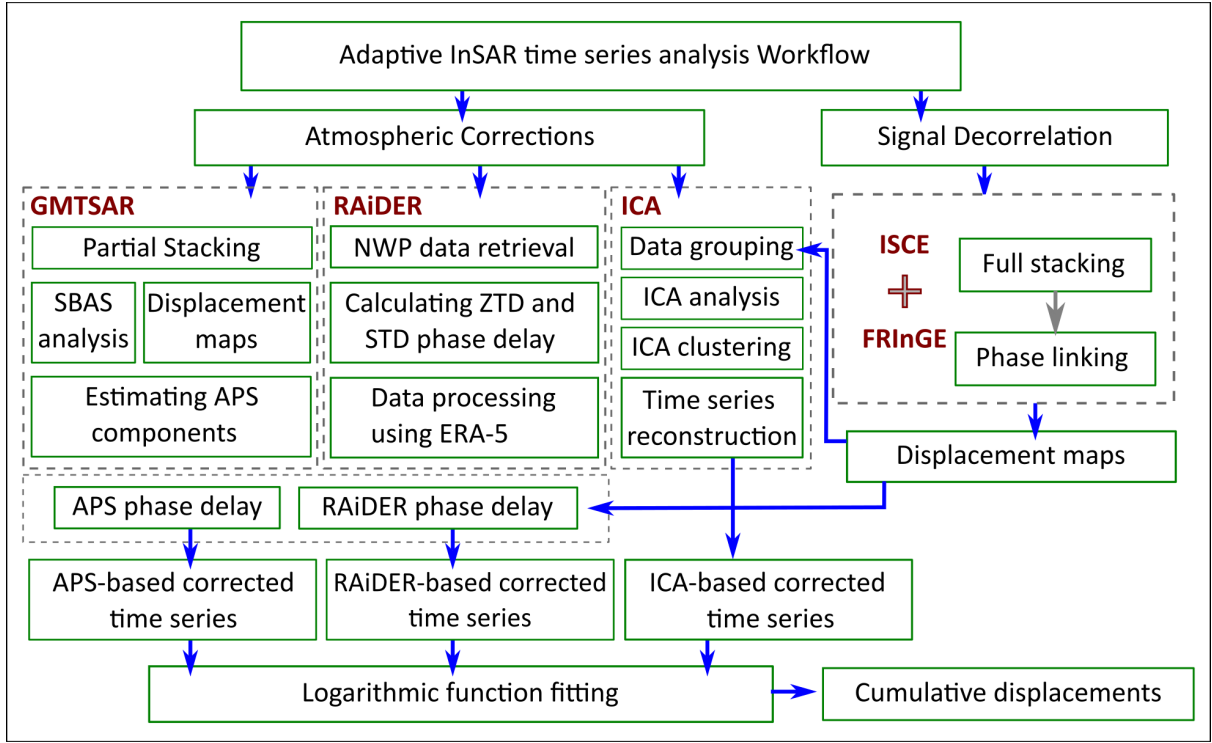 Adaptive InSAR time series analysis Workflow
Atmospheric Corrections
Signal Decorrelation
GMTSAR
Partial Stacking
SBAS
analysis
Displacement
maps
Estimating APS
components
RAiDER
NWP data retrieval
Calculating ZTD and
STD phase delay
Data processing
using ERA-5
ICA
Data grouping
ICA analysis
ICA clustering
Time series
reconstruction
ISCE
+
FRInGE
Full stacking
Phase linking
Displacement maps
APS phase delay
RAiDER phase delay
APS-based corrected
time series
RAiDER-based corrected
time series
ICA-based corrected
time series
Logarithmic function fitting
Cumulative displacements